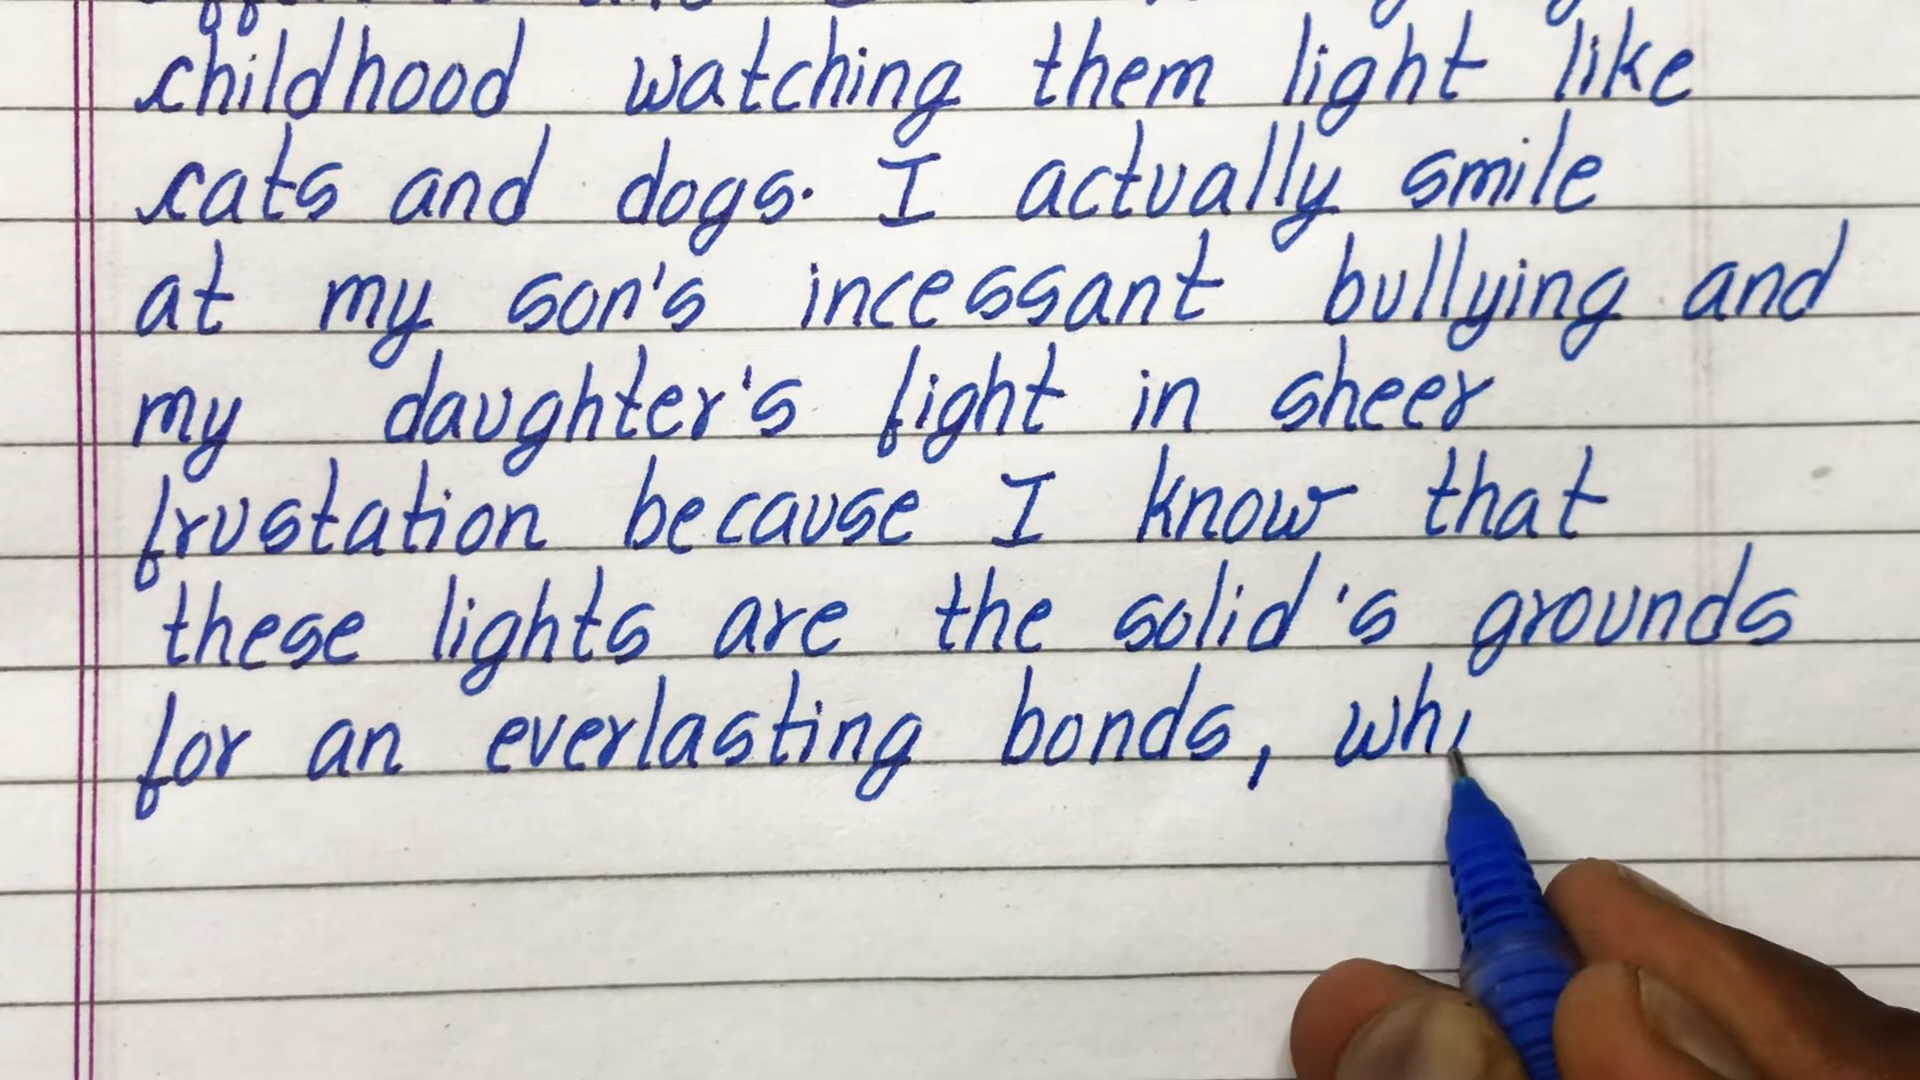 childhood watching them light like
cats and dogs. I actually smile
at my son's incessant bullying and
my daughter's fight in sheer
frustation because I know that
these lights are the solid's grounds
for an everlasting bonds, whi